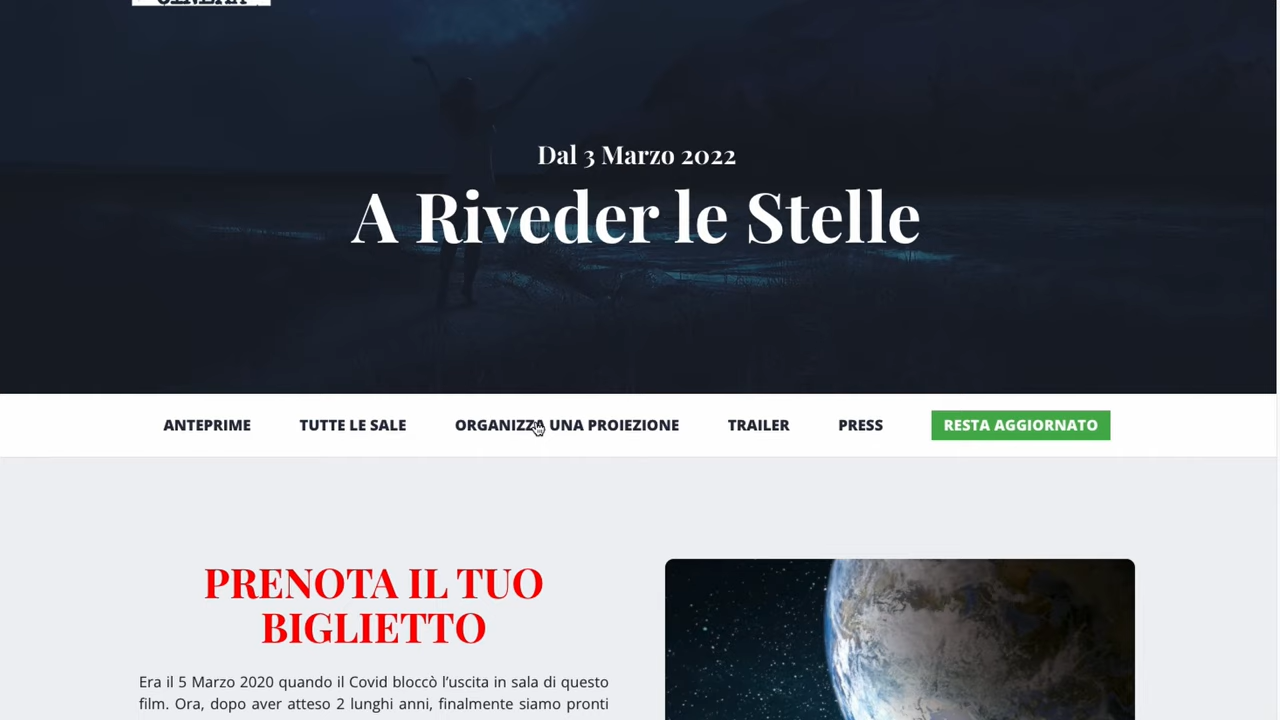 Dal 3 Marzo 2022
A Riveder le Stelle
ANTEPRIME TUTTE LE SALE ORGANIZZA UNA PROIEZIONE TRAILER PRESS RESTA AGGIORNATO
PRENOTA IL TUO
BIGLIETTO
Era il 5 Marzo 2020 quando il Covid bloccò l'uscita in sala di questo
film. Ora, dopo aver atteso 2 lunghi anni, finalmente siamo pronti